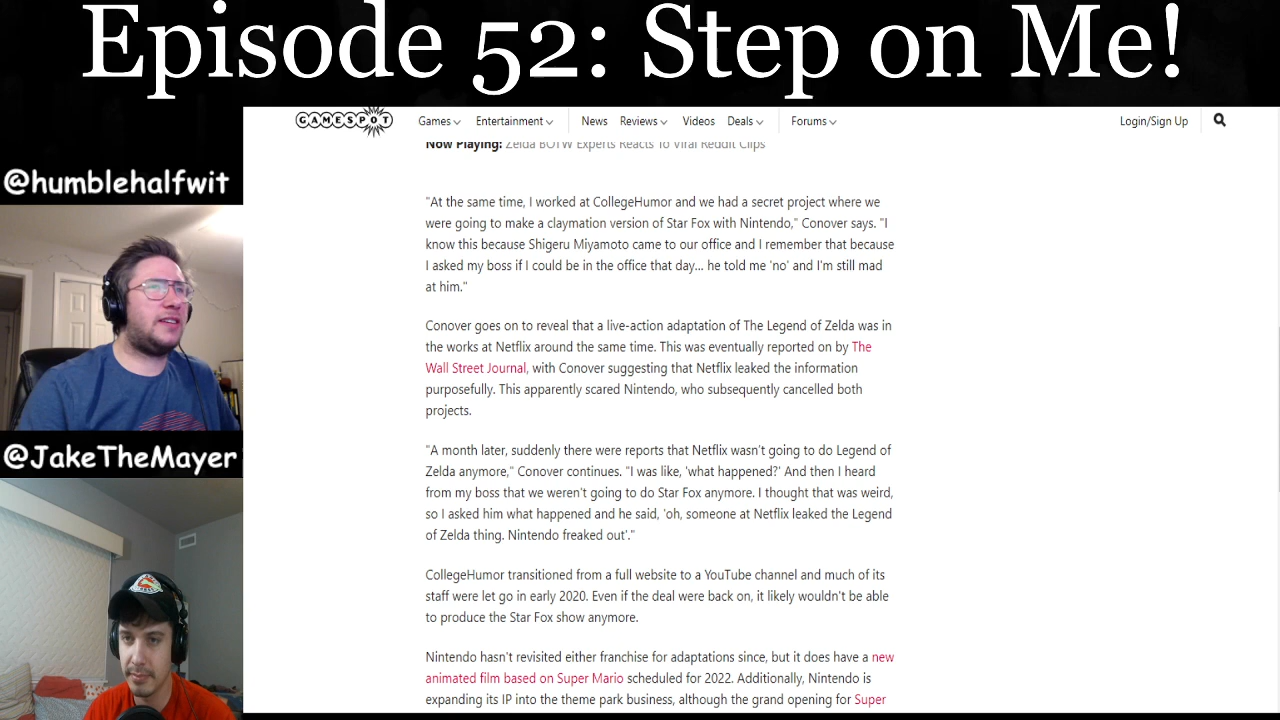 Episode 52: Step on Me!
GAMESPOT Games Entertainment News Reviews Videos Deals Forums Login/Sign Up
Now Playing: Zelda BOTW Experts Reacts To Viral Reddit Clips
@humblehalfwit
"At the same time, I worked at CollegeHumor and we had a secret project where we
were going to make a claymation version of Star Fox with Nintendo," Conover says. "I
know this because Shigeru Miyamoto came to our office and I remember that because
I asked my boss if I could be in the office that day... he told me 'no' and I'm still mad
at him."
Conover goes on to reveal that a live-action adaptation of The Legend of Zelda was in
the works at Netflix around the same time. This was eventually reported on by The
Wall Street Journal, with Conover suggesting that Netflix leaked the information
purposefully. This apparently scared Nintendo, who subsequently cancelled both
projects.
@JakeTheMayer
"A month later, suddenly there were reports that Netflix wasn't going to do Legend of
Zelda anymore," Conover continues. "I was like, 'what happened?' And then I heard
from my boss that we weren't going to do Star Fox anymore. I thought that was weird,
so I asked him what happened and he said, 'oh, someone at Netflix leaked the Legend
of Zelda thing. Nintendo freaked out'."
CollegeHumor transitioned from a full website to a YouTube channel and much of its
staff were let go in early 2020. Even if the deal were back on, it likely wouldn't be able
to produce the Star Fox show anymore.
Nintendo hasn't revisited either franchise for adaptations since, but it does have a new
animated film based on Super Mario scheduled for 2022. Additionally, Nintendo is
expanding its IP into the theme park business, although the grand opening for Super